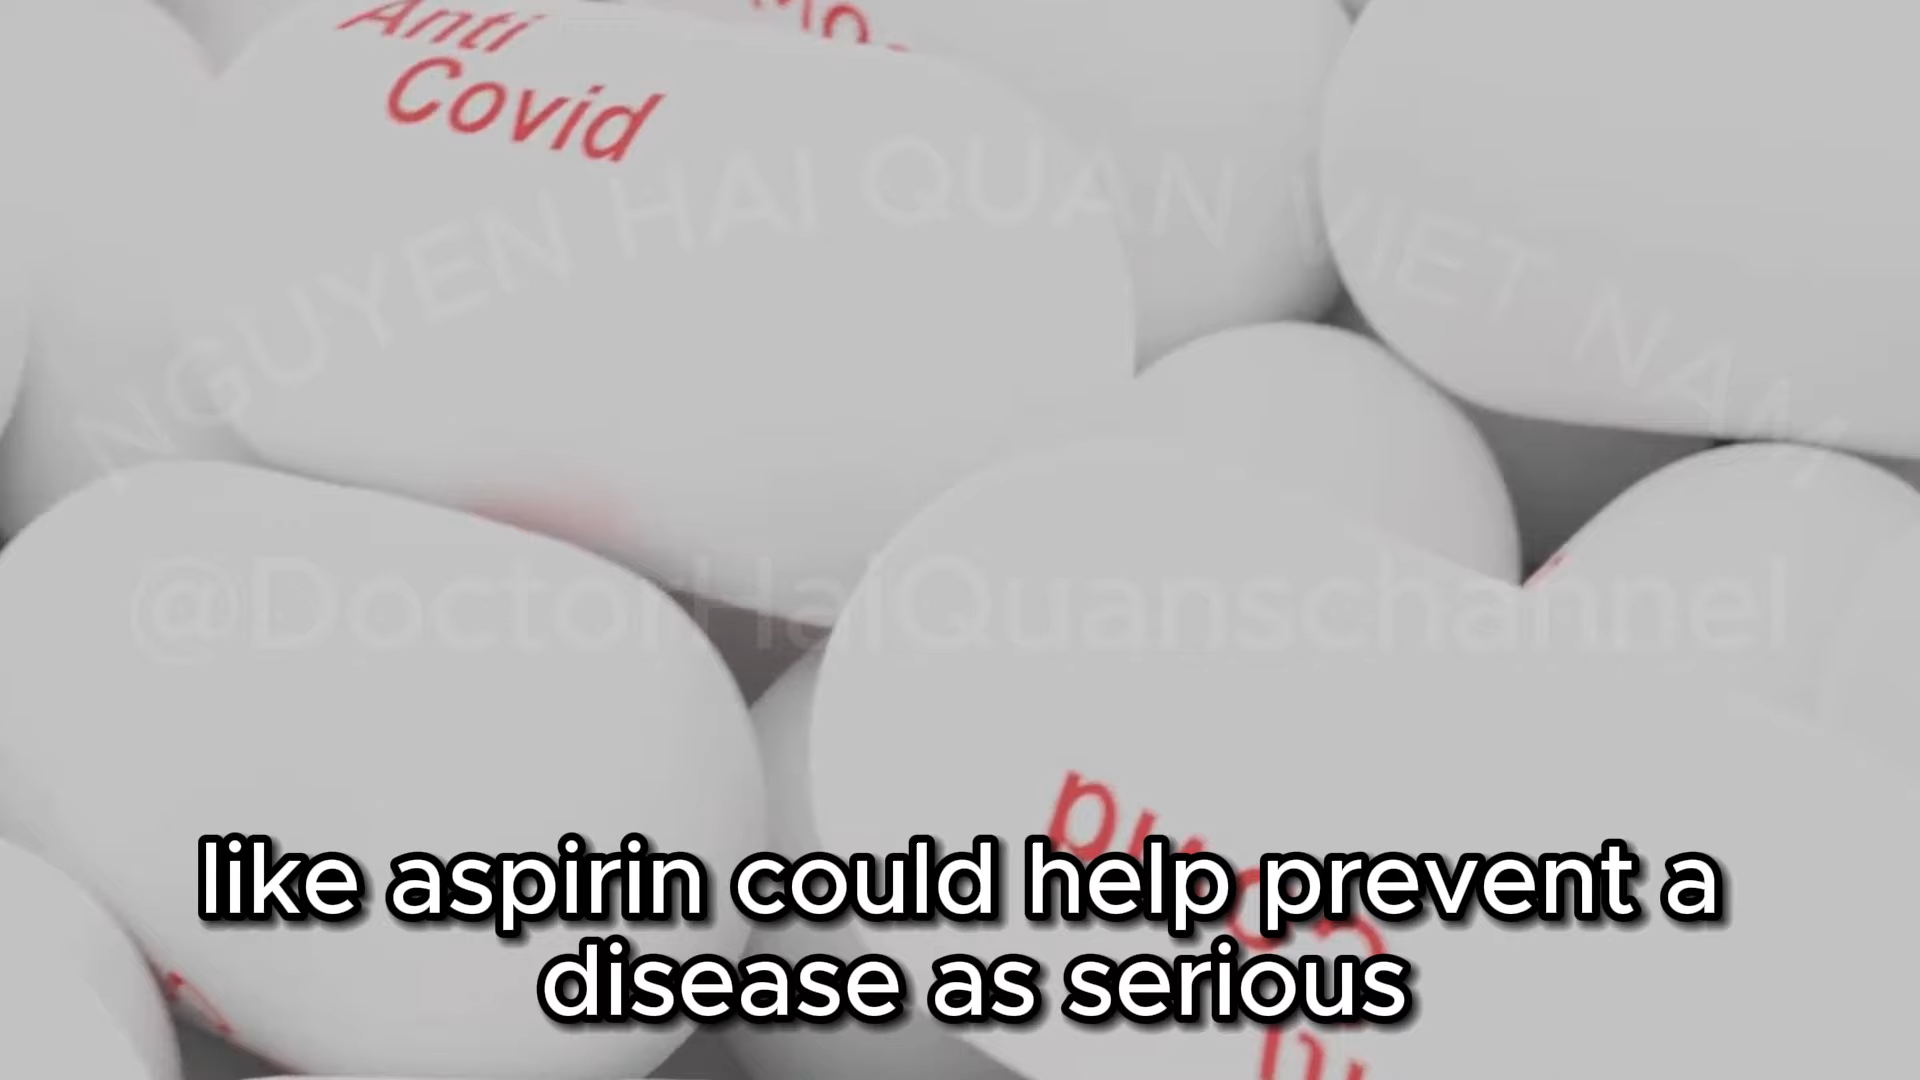 Anti
Covid
NGUYEN HAI QUAN VIET NAM
@DoctorHaiQuanschannel
like aspirin could help prevent a
disease as serious